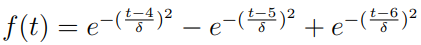 f(t) = e^{-(\frac{t-4}{\delta})^2} - e^{-(\frac{t-5}{\delta})^2} + e^{-(\frac{t-6}{\delta})^2}